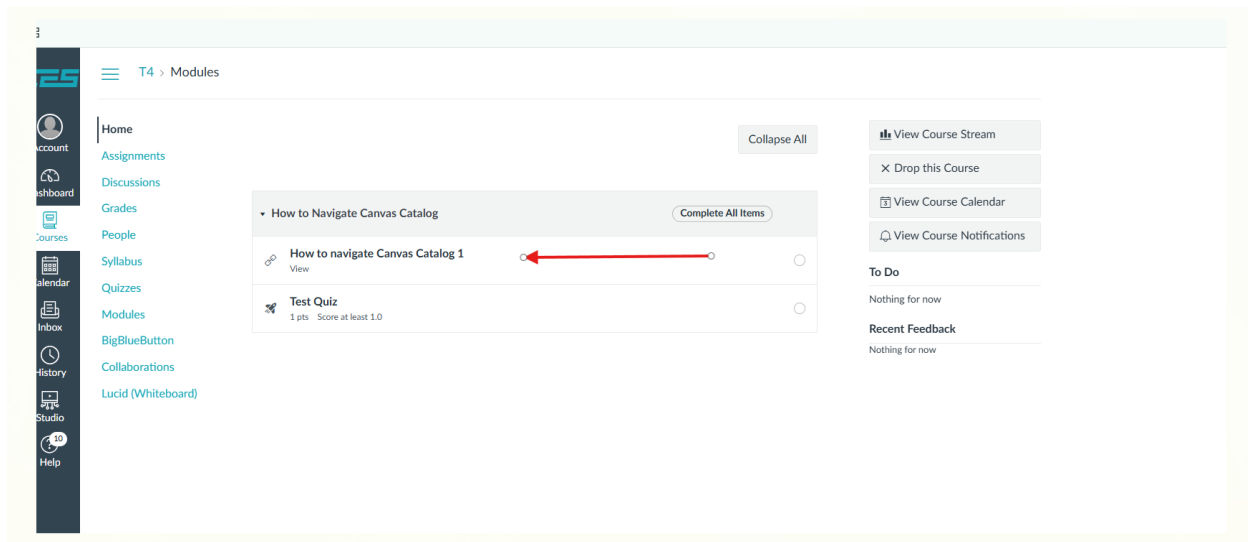 T4 > Modules
Account
Dashboard
Courses
Calendar
Inbox
History
Studio
10
Help
Home
Assignments
Discussions
Grades
People
Syllabus
Quizzes
Modules
BigBlueButton
Collaborations
Lucid (Whiteboard)
Collapse All
How to Navigate Canvas Catalog
Complete All Items
How to navigate Canvas Catalog 1
View
Test Quiz
1 pts Score at least 1.0
View Course Stream
Drop this Course
View Course Calendar
View Course Notifications
To Do
Nothing for now
Recent Feedback
Nothing for now